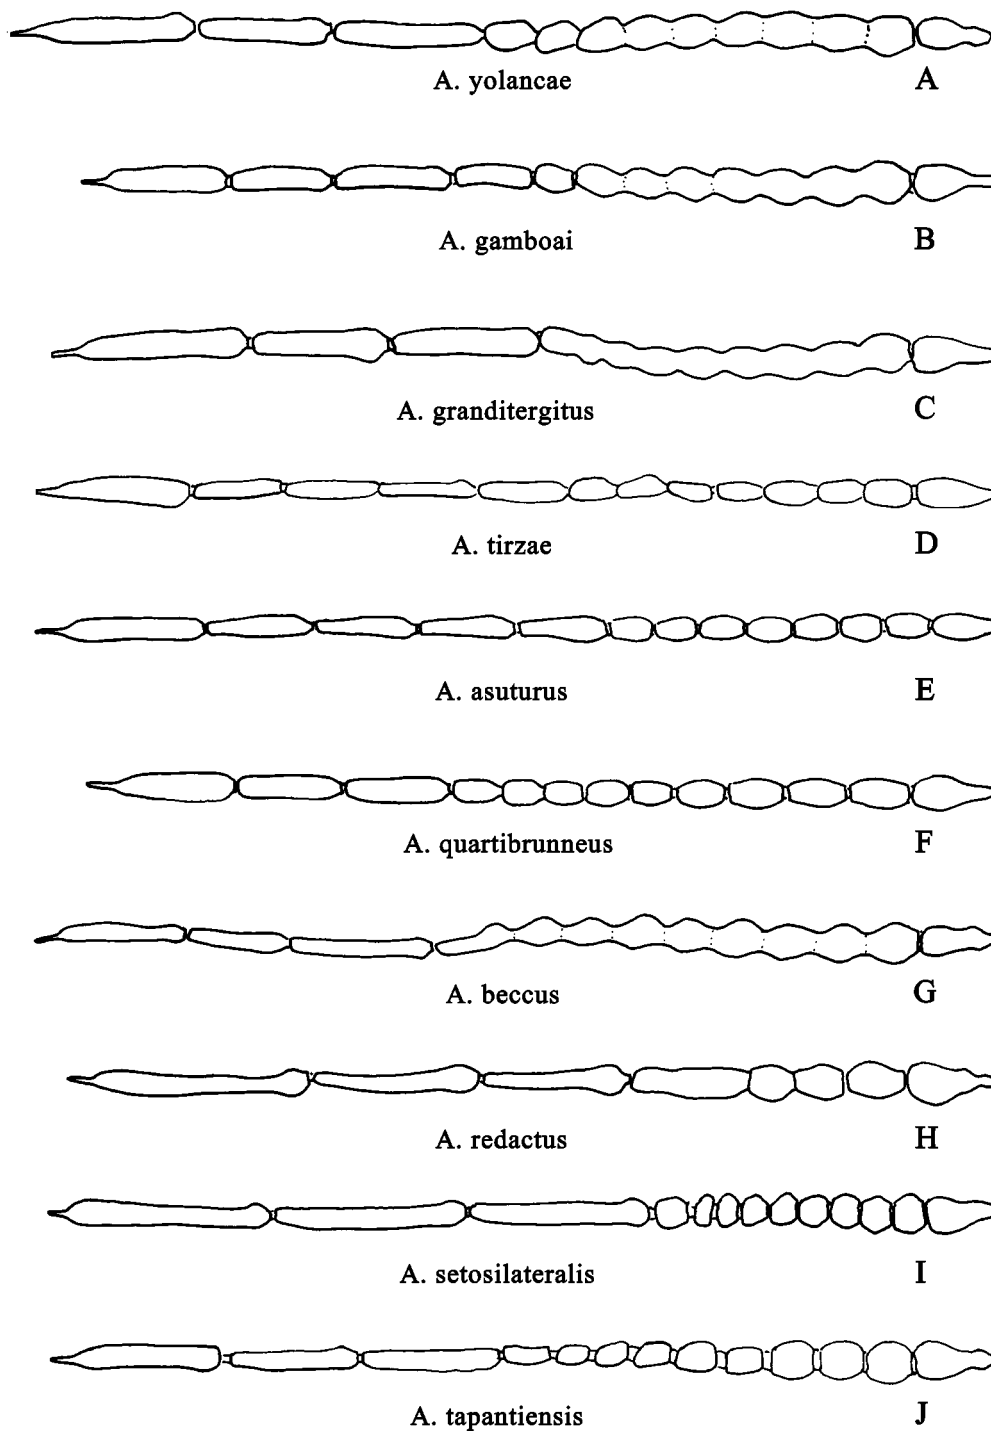 A. yolancae A
A. gamboai B
A. granditergitus C
A. tirzae D
A. asuturus E
A. quartibrunneus F
A. beccus G
A. redactus H
A. setosilateralis I
A. tapantiensis J